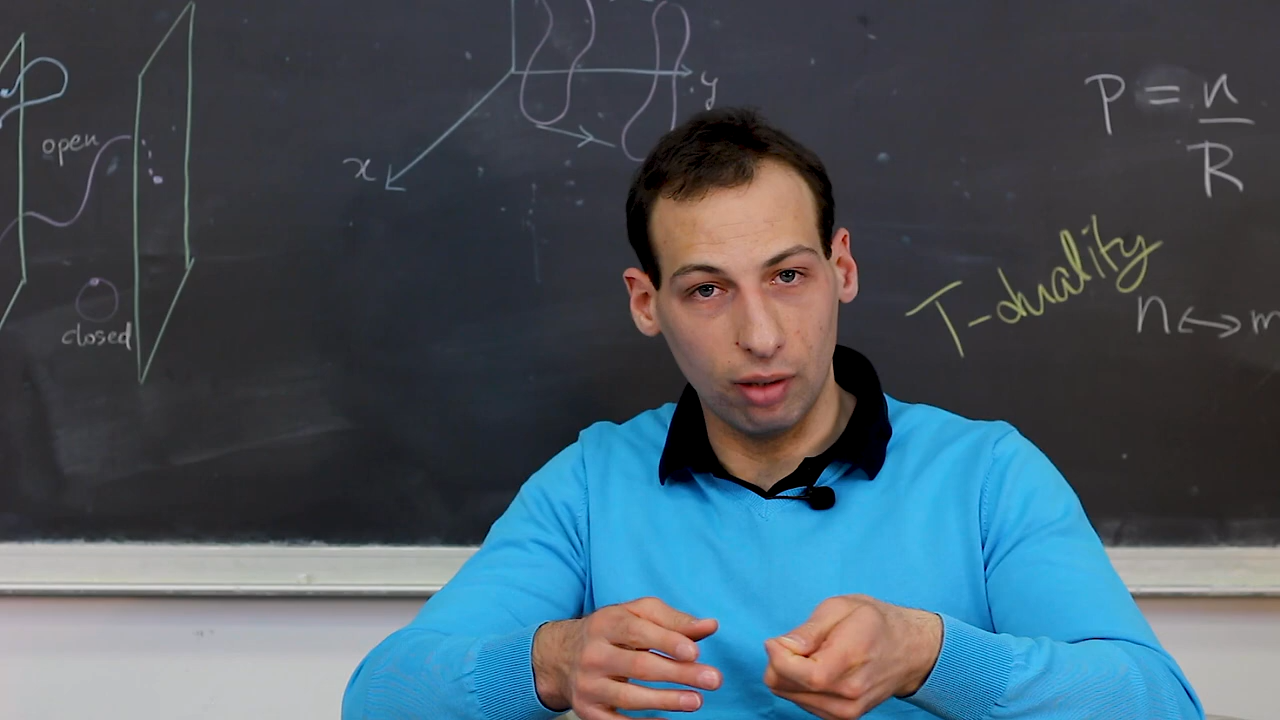 open
closed
x
y
P = n
R
T-duality
n↔m